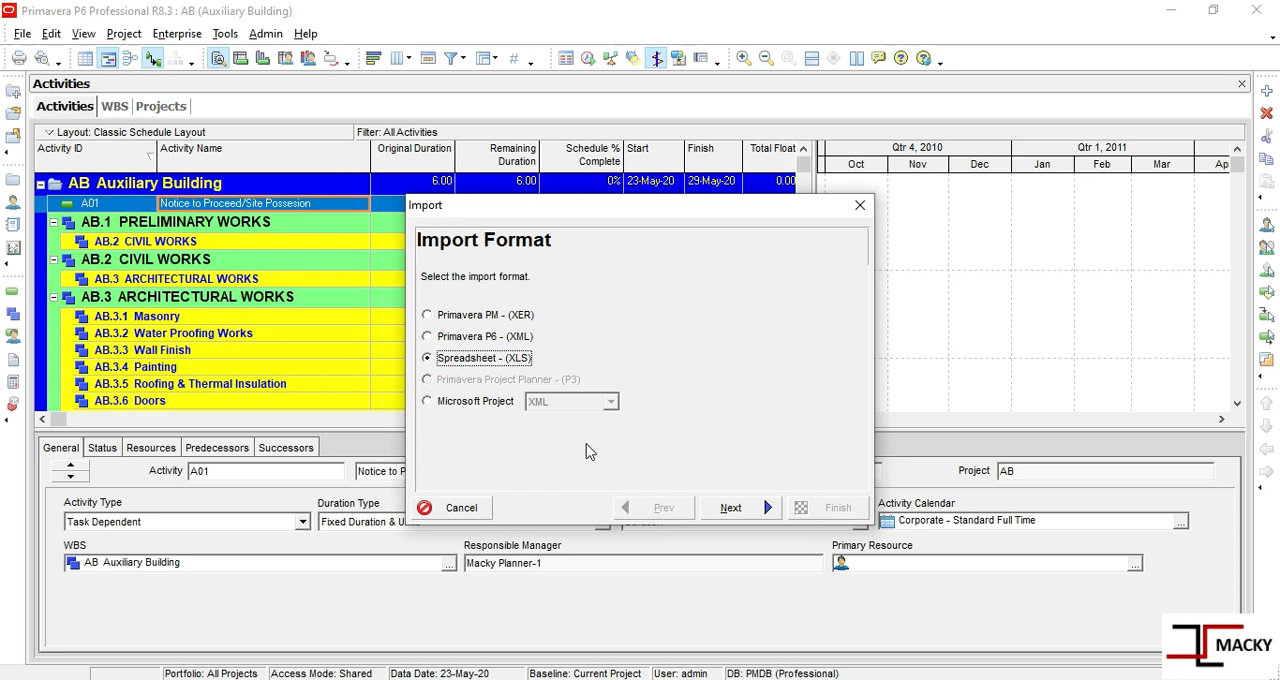 Primavera P6 Professional R8.3 : AB (Auxiliary Building)
File Edit View Project Enterprise Tools Admin Help
Activities
Activities WBS Projects
Layout: Classic Schedule Layout Filter: All Activities
Activity ID Activity Name Original Duration Remaining Duration Schedule % Complete Start Finish Total Float
Qtr 4, 2010 Qtr 1, 2011
Oct Nov Dec Jan Feb Mar Ap
AB Auxiliary Building 6.00 6.00 0% 23-May-20 29-May-20 0.00
A01 Notice to Proceed/Site Possesion
AB.1 PRELIMINARY WORKS
AB.2 CIVIL WORKS
AB.2 CIVIL WORKS
AB.3 ARCHITECTURAL WORKS
AB.3 ARCHITECTURAL WORKS
AB.3.1 Masonry
AB.3.2 Water Proofing Works
AB.3.3 Wall Finish
AB.3.4 Painting
AB.3.5 Roofing & Thermal Insulation
AB.3.6 Doors
Import
Import Format
Select the import format.
Primavera PM - (XER)
Primavera P6 - (XML)
Spreadsheet - (XLS)
Primavera Project Planner - (P3)
Microsoft Project XML
Cancel Prev Next Finish
General Status Resources Predecessors Successors
Activity A01 Notice to P Project AB
Activity Type Duration Type Activity Calendar
Task Dependent Fixed Duration & U Corporate - Standard Full Time
WBS Responsible Manager Primary Resource
AB Auxiliary Building Macky Planner-1
MACKY
Portfolio: All Projects Access Mode: Shared Data Date: 23-May-20 Baseline: Current Project User: admin DB: PMDB (Professional)